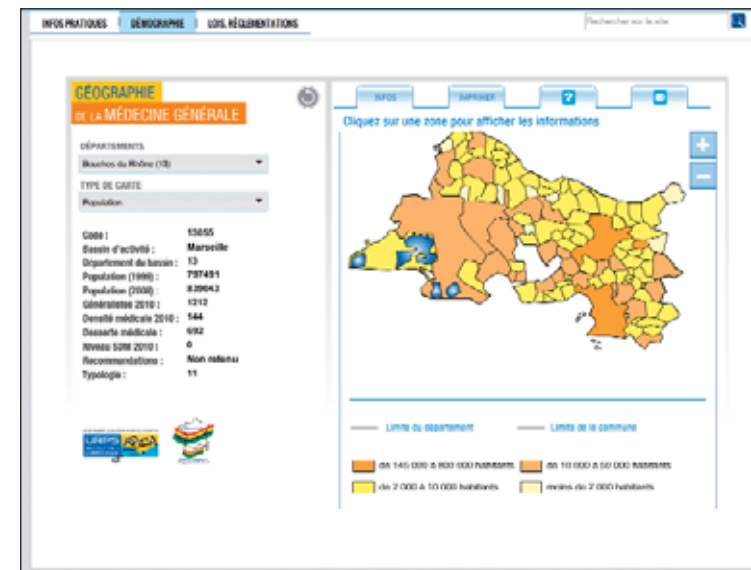 INFOS PRATIQUES | DÉMOGRAPHIE | LOIS, RÉGLEMENTATIONS
Rechercher sur le site
GÉOGRAPHIE
DE LA MÉDECINE GÉNÉRALE
DÉPARTEMENTS
Bouches du Rhône (13)
TYPE DE CARTE
Population
Code : 13055
Bassin d'activité : Marseille
Département du bassin : 13
Population (1999) : 797491
Population (2008) : 839043
Généralistes 2010 : 1212
Densité médicale 2010 : 144
Desserte médicale : 692
Niveau SDM 2010 : 0
Recommandations : Non retenu
Typologie : 11
INFOS
IMPRIMER
?
Cliquez sur une zone pour afficher les informations
+
−
Limite du département
Limite de la commune
de 145 000 à 800 000 habitants
de 10 000 à 50 000 habitants
de 2 000 à 10 000 habitants
moins de 2 000 habitants
URPS